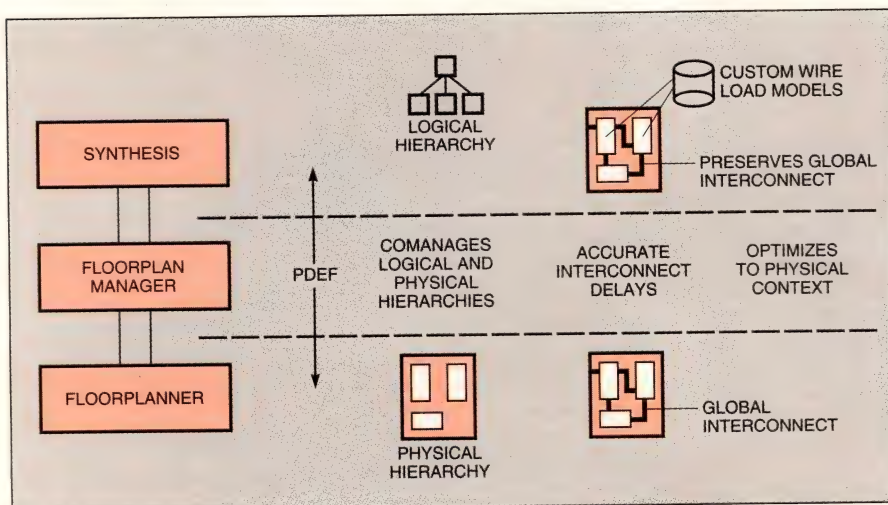 CUSTOM WIRE
LOAD MODELS
LOGICAL
HIERARCHY
SYNTHESIS
PRESERVES GLOBAL
INTERCONNECT
FLOORPLAN
MANAGER
PDEF
COMANAGES
LOGICAL AND
PHYSICAL
HIERARCHIES
ACCURATE
INTERCONNECT
DELAYS
OPTIMIZES
TO PHYSICAL
CONTEXT
FLOORPLANNER
GLOBAL
INTERCONNECT
PHYSICAL
HIERARCHY